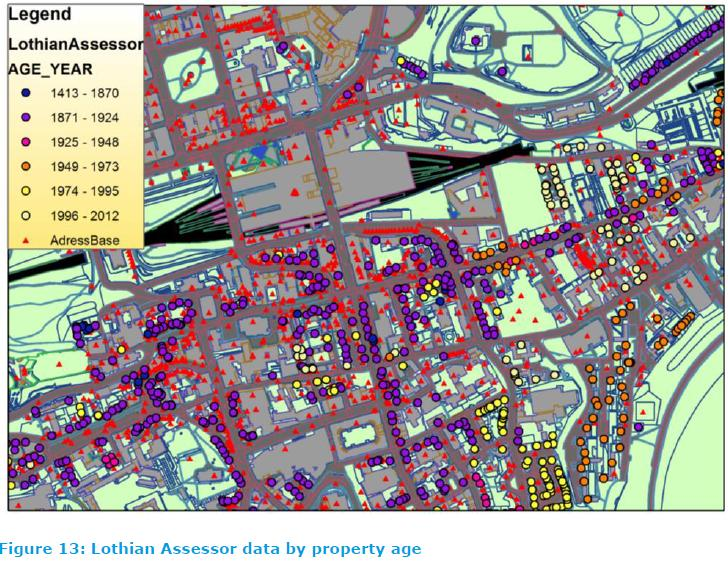 Legend
LothianAssessor
AGE_YEAR
1413 - 1870
1871 - 1924
1925 - 1948
1949 - 1973
1974 - 1995
1996 - 2012
AdressBase
Figure 13: Lothian Assessor data by property age